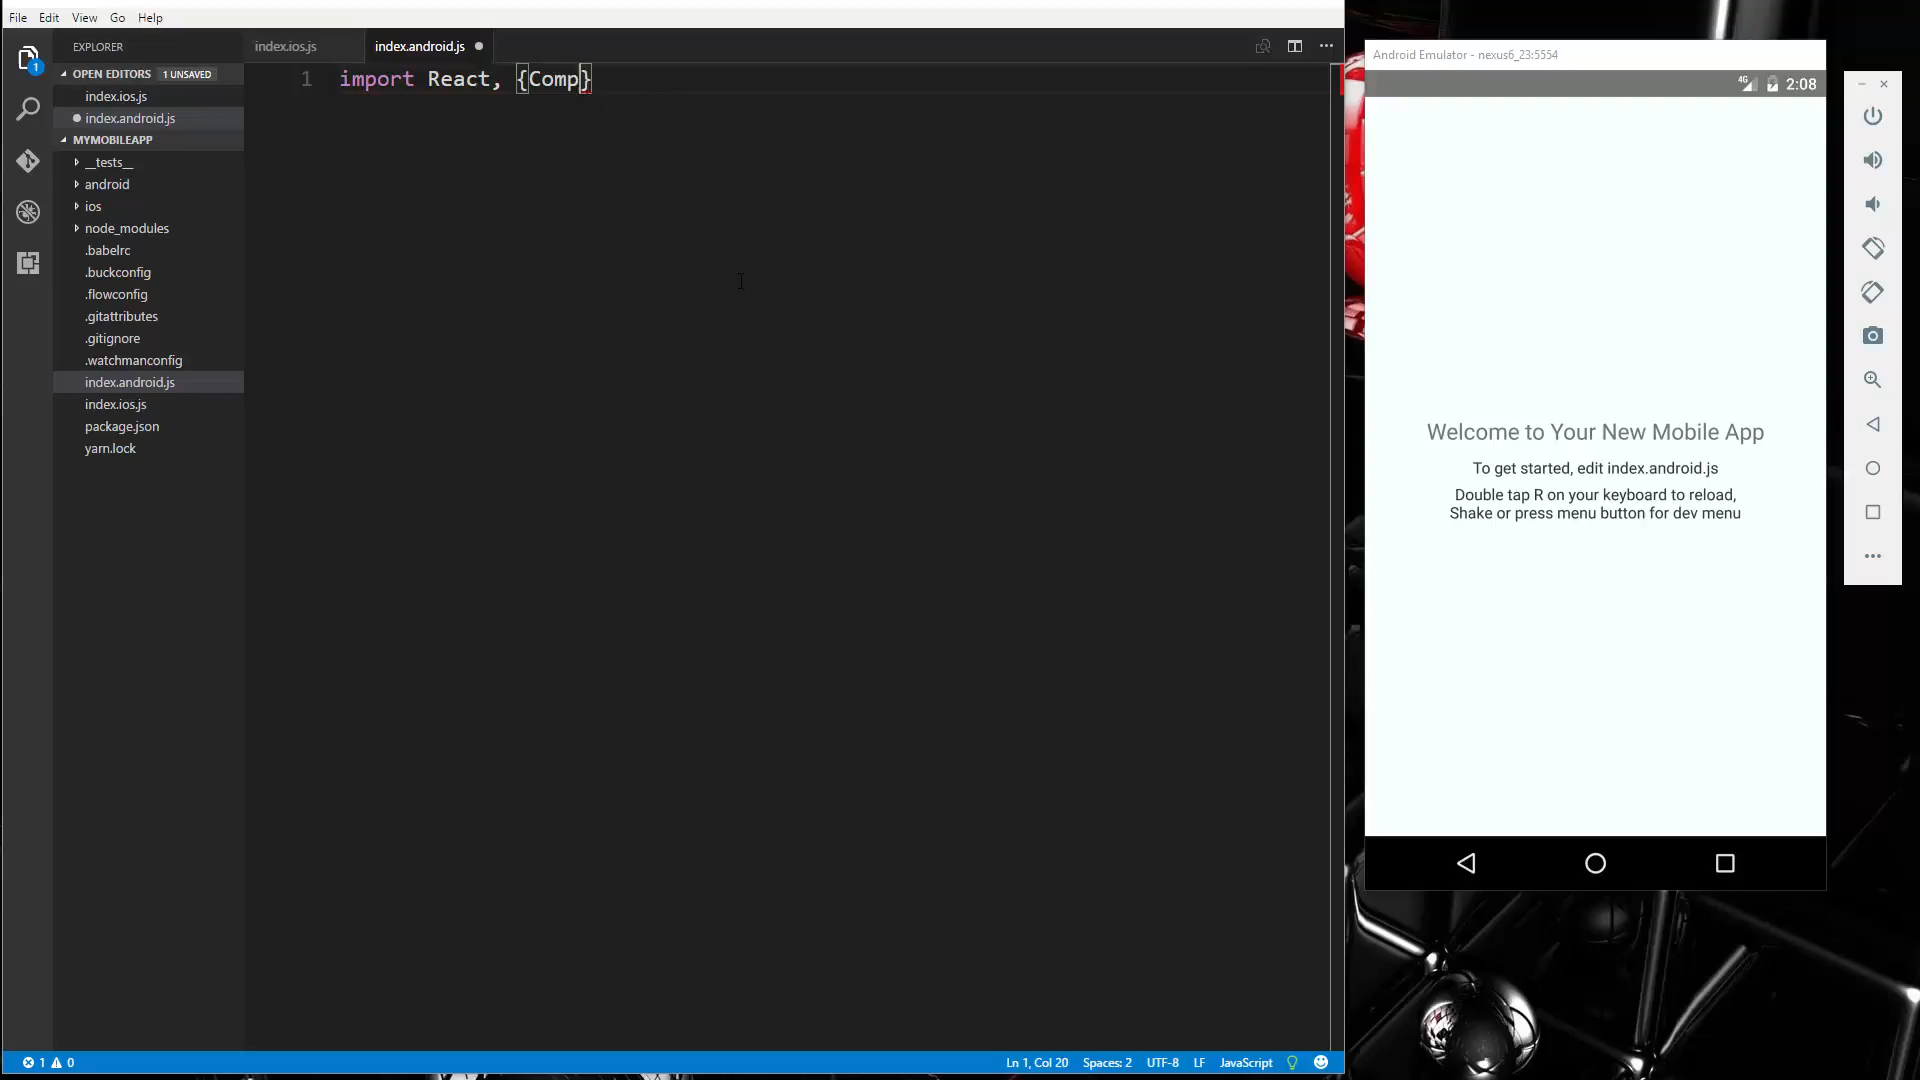 File Edit View Go Help
EXPLORER
OPEN EDITORS 1 UNSAVED
index.ios.js
index.android.js
MYMOBILEAPP
__tests__
android
ios
node_modules
.babelrc
.buckconfig
.flowconfig
.gitattributes
.gitignore
.watchmanconfig
index.android.js
index.ios.js
package.json
yarn.lock
1
index.ios.js index.android.js
1 import React, {Comp}
1 0
Ln 1, Col 20 Spaces: 2 UTF-8 LF JavaScript
Android Emulator - nexus6_23:5554
4G 2:08
Welcome to Your New Mobile App
To get started, edit index.android.js
Double tap R on your keyboard to reload,
Shake or press menu button for dev menu